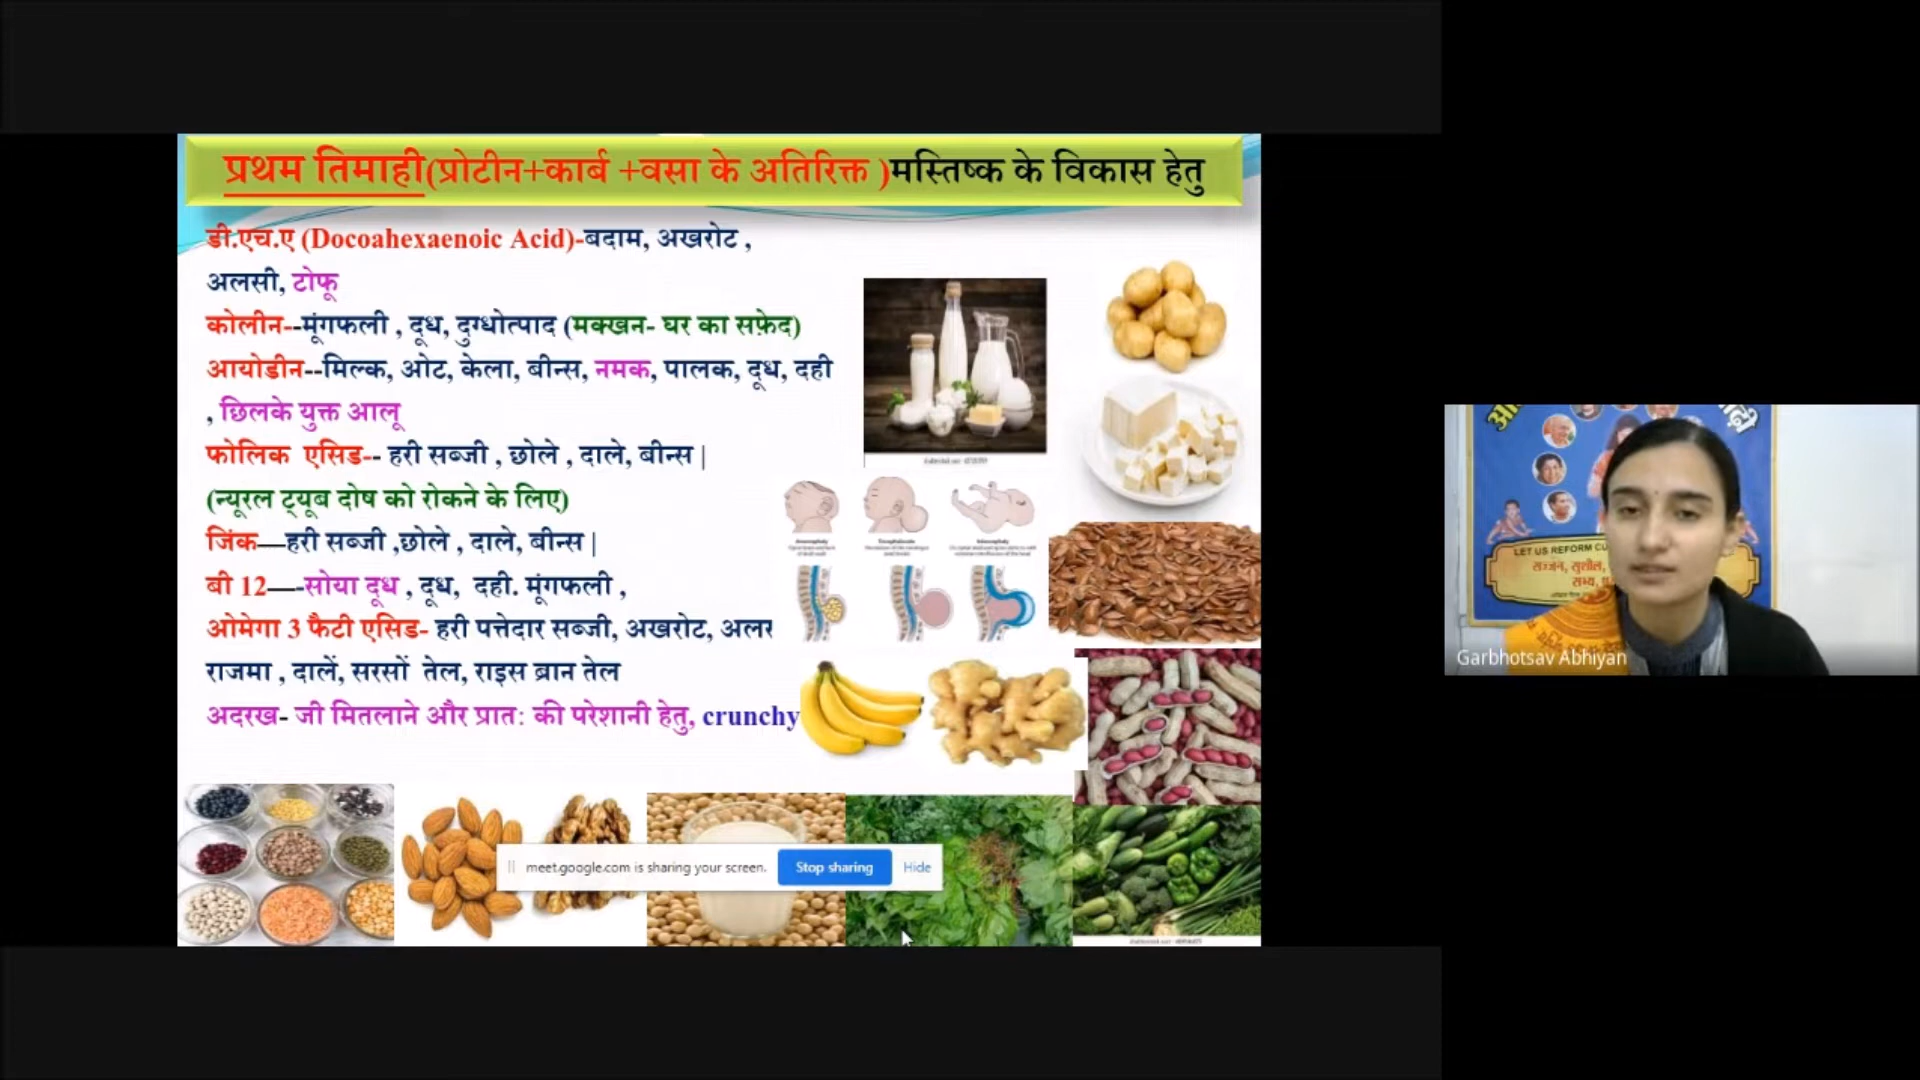 प्रथम तिमाही(प्रोटीन+कार्ब +वसा के अतिरिक्त )मस्तिष्क के विकास हेतु
डी.एच.ए (Docoahexaenoic Acid)-बदाम, अखरोट ,
अलसी, टोफू
कोलीन--मूंगफली , दूध, दुग्धोत्पाद (मक्खन- घर का सफ़ेद)
आयोडीन--मिल्क, ओट, केला, बीन्स, नमक, पालक, दूध, दही
, छिलके युक्त आलू
फोलिक एसिड-- हरी सब्जी , छोले , दाले, बीन्स |
(न्यूरल ट्यूब दोष को रोकने के लिए)
जिंक—हरी सब्जी ,छोले , दाले, बीन्स |
बी 12—-सोया दूध , दूध, दही. मूंगफली ,
ओमेगा 3 फैटी एसिड- हरी पत्तेदार सब्जी, अखरोट,
राजमा , दालें, सरसों तेल, राइस ब्रान तेल
अदरख- जी मितलाने और प्रात: की परेशानी हेतु, crunchy
meet.google.com is sharing your screen.
Stop sharing
Hide
LET US REFORM
सज्जन, सुशील,
Garbhotsav Abhiyan